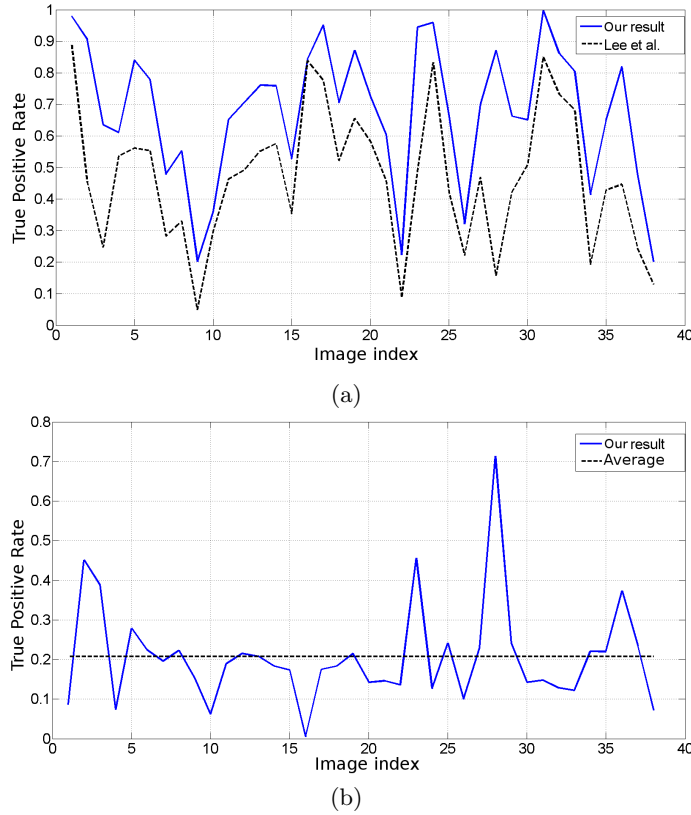 1
0.9
0.8
0.7
0.6
0.5
0.4
0.3
0.2
0.1
0
True Positive Rate
Our result
Lee et al.
0 5 10 15 20 25 30 35 40
Image index
(a)
0.8
0.7
0.6
0.5
0.4
0.3
0.2
0.1
0
True Positive Rate
Our result
Average
0 5 10 15 20 25 30 35 40
Image index
(b)